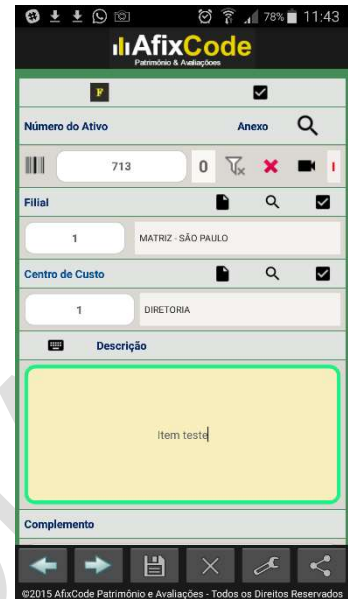 78% 11:43
AfixCode
Patrimônio & Avaliações
F
Número do Ativo Anexo
713 0
Filial
1 MATRIZ - SÃO PAULO
Centro de Custo
1 DIRETORIA
Descrição
Item teste
Complemento
©2015 AfixCode Patrimônio e Avaliações - Todos os Direitos Reservados